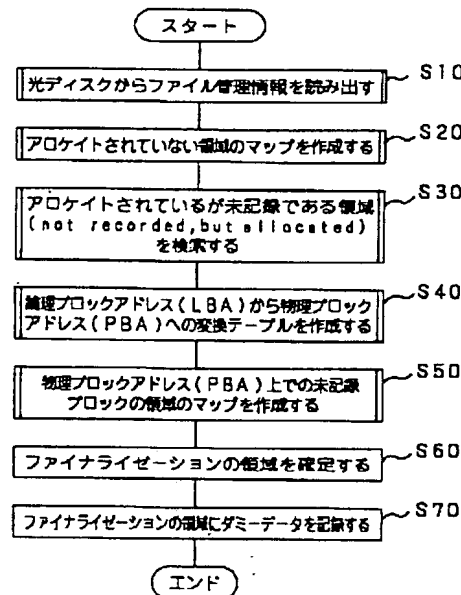 スタート
光ディスクからファイル管理情報を読み出す
S10
アロケイトされていない領域のマップを作成する
S20
アロケイトされているが未記録である領域
(not recorded, but allocated)
を検索する
S30
論理ブロックアドレス(LBA)から物理ブロック
アドレス(PBA)への変換テーブルを作成する
S40
物理ブロックアドレス(PBA)上での未記録
ブロックの領域のマップを作成する
S50
ファイナライゼーションの領域を確定する
S60
ファイナライゼーションの領域にダミーデータを記録する
S70
エンド